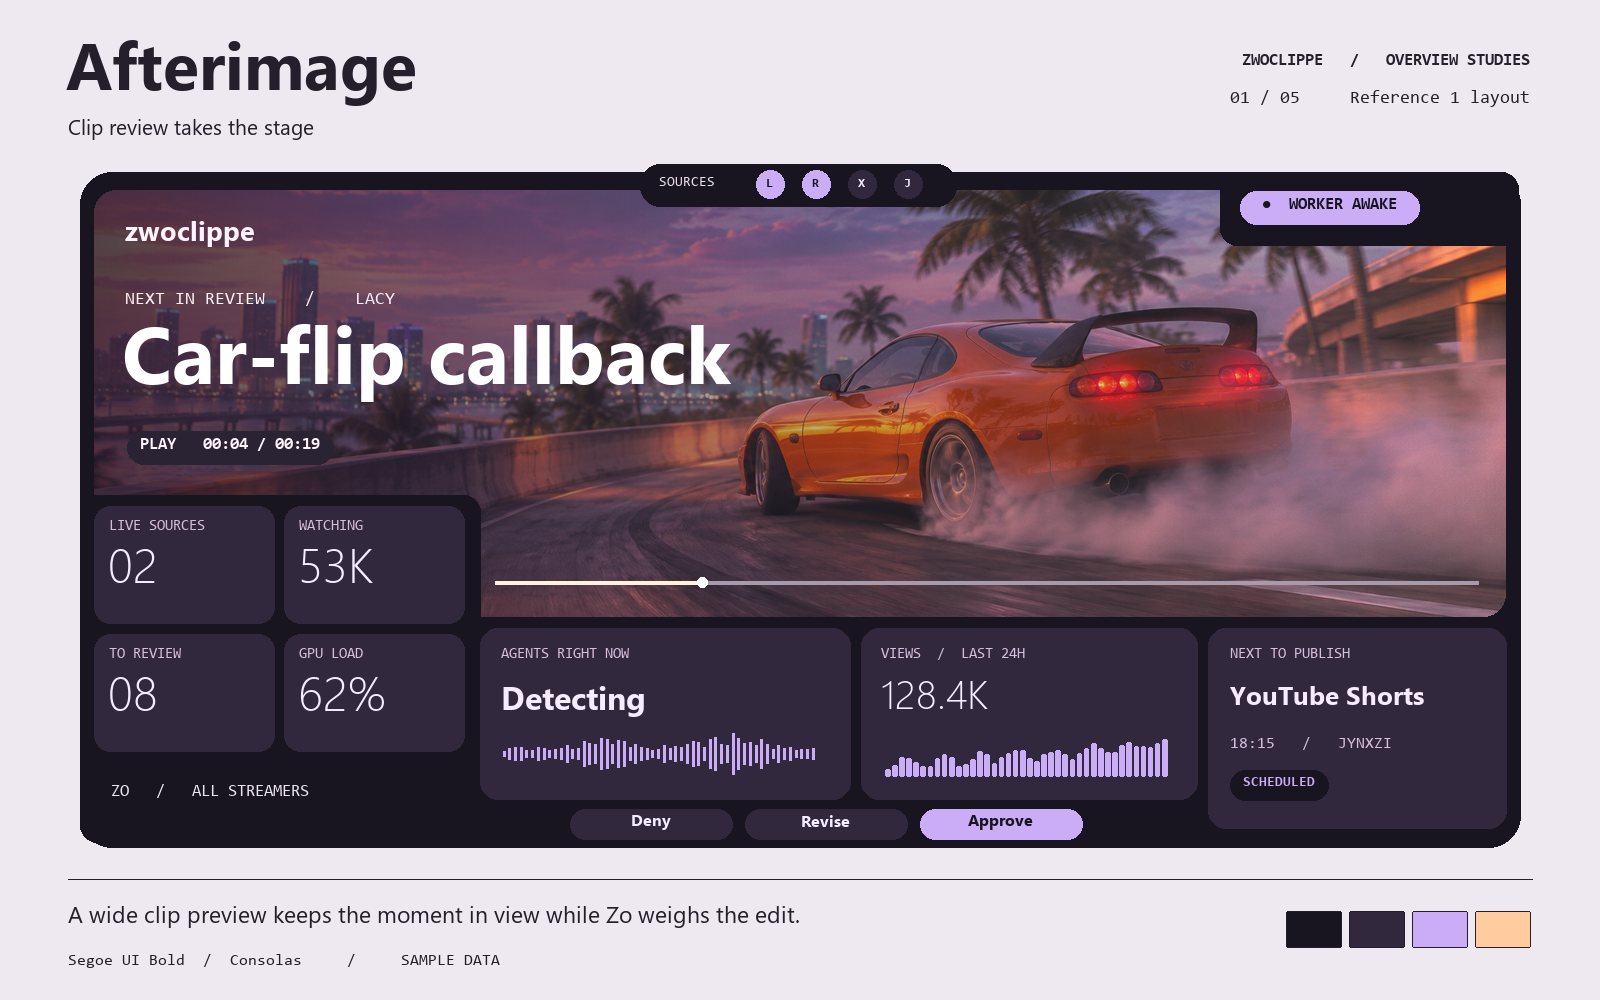 Afterimage
Clip review takes the stage
ZWOCLIPPE / OVERVIEW STUDIES
01 / 05 Reference 1 layout
SOURCES L R X J
● WORKER AWAKE
zwoclippe
NEXT IN REVIEW / LACY
Car-flip callback
PLAY 00:04 / 00:19
LIVE SOURCES
02
WATCHING
53K
TO REVIEW
08
GPU LOAD
62%
AGENTS RIGHT NOW
Detecting
VIEWS / LAST 24H
128.4K
NEXT TO PUBLISH
YouTube Shorts
18:15 / JYNXZI
SCHEDULED
ZO / ALL STREAMERS
Deny
Revise
Approve
A wide clip preview keeps the moment in view while Zo weighs the edit.
Segoe UI Bold / Consolas / SAMPLE DATA